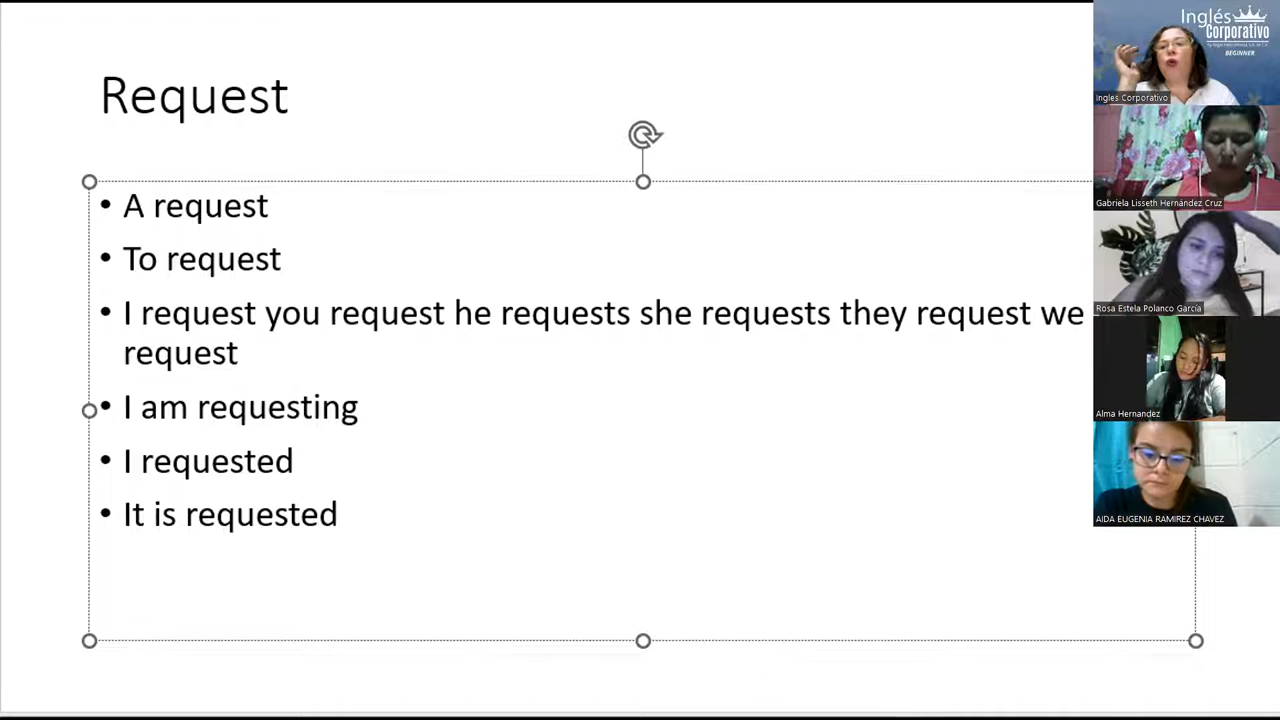 Request
• A request
• To request
• I request you request he requests she requests they request we
request
• I am requesting
• I requested
• It is requested
Inglés
Corporativo
BEGINNER
Ingles Corporativo
Gabriela Lisseth Hernández Cruz
Rosa Estela Polanco García
Alma Hernandez
AIDA EUGENIA RAMIREZ CHAVEZ